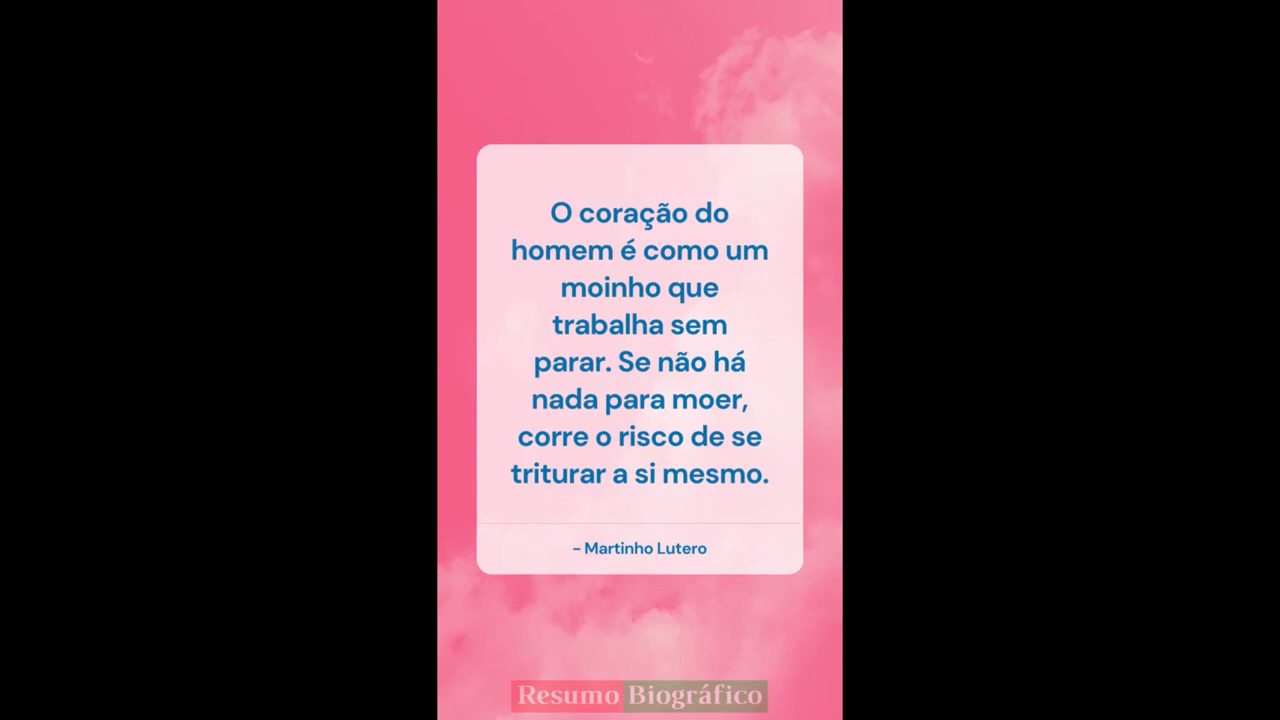 O coração do
homem é como um
moinho que
trabalha sem
parar. Se não há
nada para moer,
corre o risco de se
triturar a si mesmo.
- Martinho Lutero
Resumo Biográfico